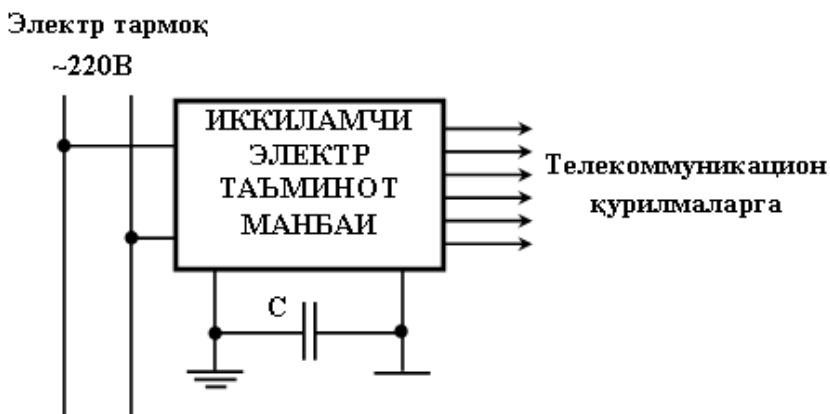 Электр тармоқ
~220В
ИККИЛАМЧИ
ЭЛЕКТР
ТАЪМИНОТ
МАНБАИ
Телекоммуникацион
қурилмаларга
С